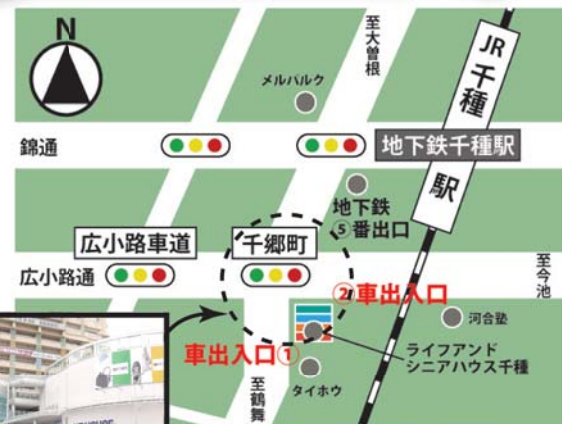 N
至大曽根
JR千種駅
メルパルク
錦通
地下鉄千種駅
地下鉄
⑤番出口
広小路車道
千郷町
広小路通
至今池
②車出入口
河合塾
車出入口①
ライフアンド
シニアハウス千種
タイホウ
至鶴舞